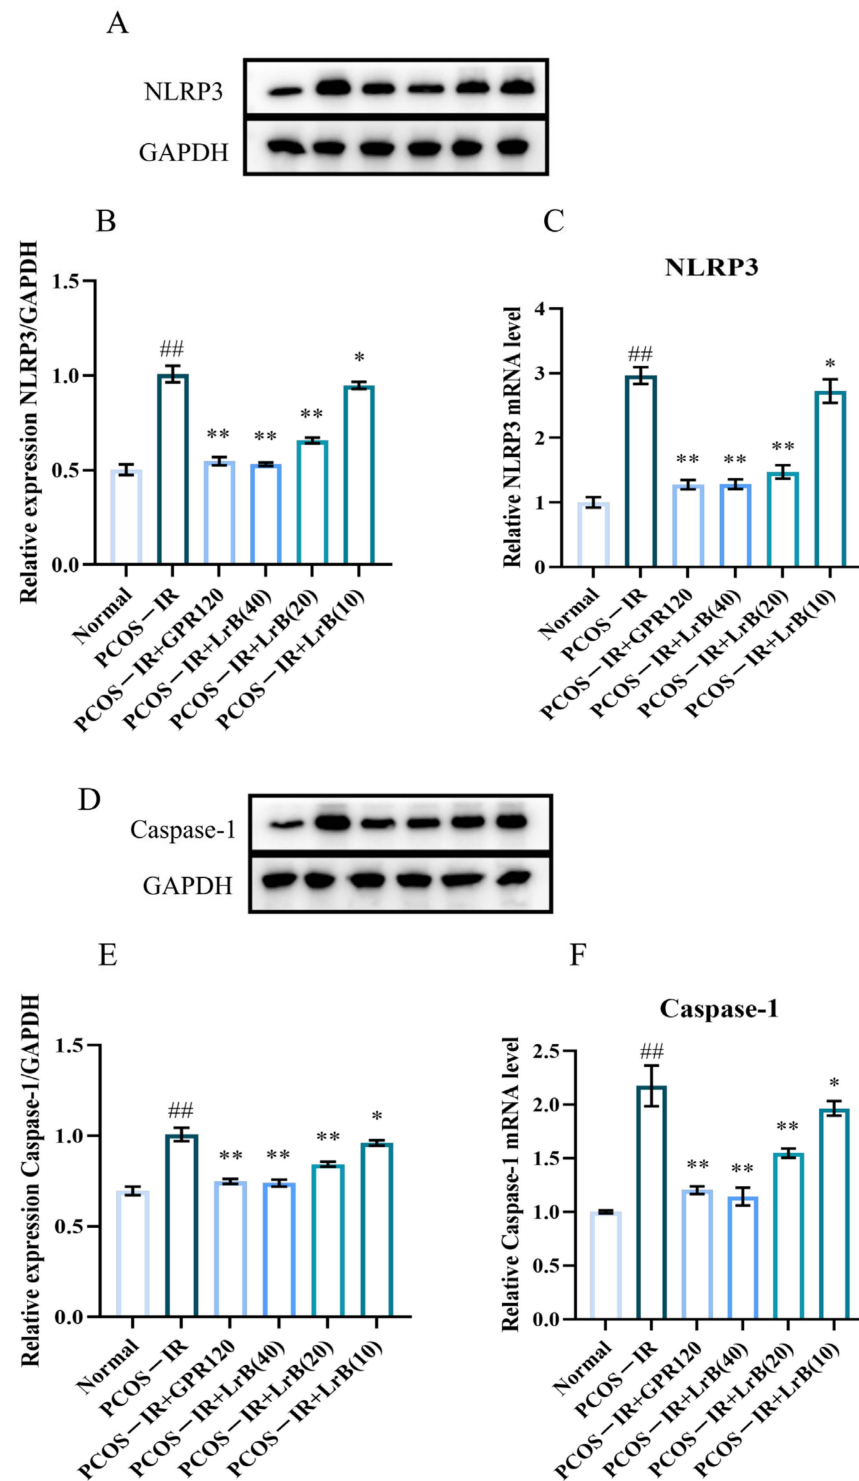 A
NLRP3
GAPDH
B
Relative expression NLRP3/GAPDH
1.5
1.0
0.5
0.0
##
**
**
**
*
Normal
PCOS－IR
PCOS－IR+GPR120
PCOS－IR+LrB(40)
PCOS－IR+LrB(20)
PCOS－IR+LrB(10)
C
NLRP3
Relative NLRP3 mRNA level
4
3
2
1
0
##
**
**
**
*
Normal
PCOS－IR
PCOS－IR+GPR120
PCOS－IR+LrB(40)
PCOS－IR+LrB(20)
PCOS－IR+LrB(10)
D
Caspase-1
GAPDH
E
Relative expression Caspase-1/GAPDH
1.5
1.0
0.5
0.0
##
**
**
**
*
Normal
PCOS－IR
PCOS－IR+GPR120
PCOS－IR+LrB(40)
PCOS－IR+LrB(20)
PCOS－IR+LrB(10)
F
Caspase-1
Relative Caspase-1 mRNA level
2.5
2.0
1.5
1.0
0.5
0.0
##
**
**
**
*
Normal
PCOS－IR
PCOS－IR+GPR120
PCOS－IR+LrB(40)
PCOS－IR+LrB(20)
PCOS－IR+LrB(10)